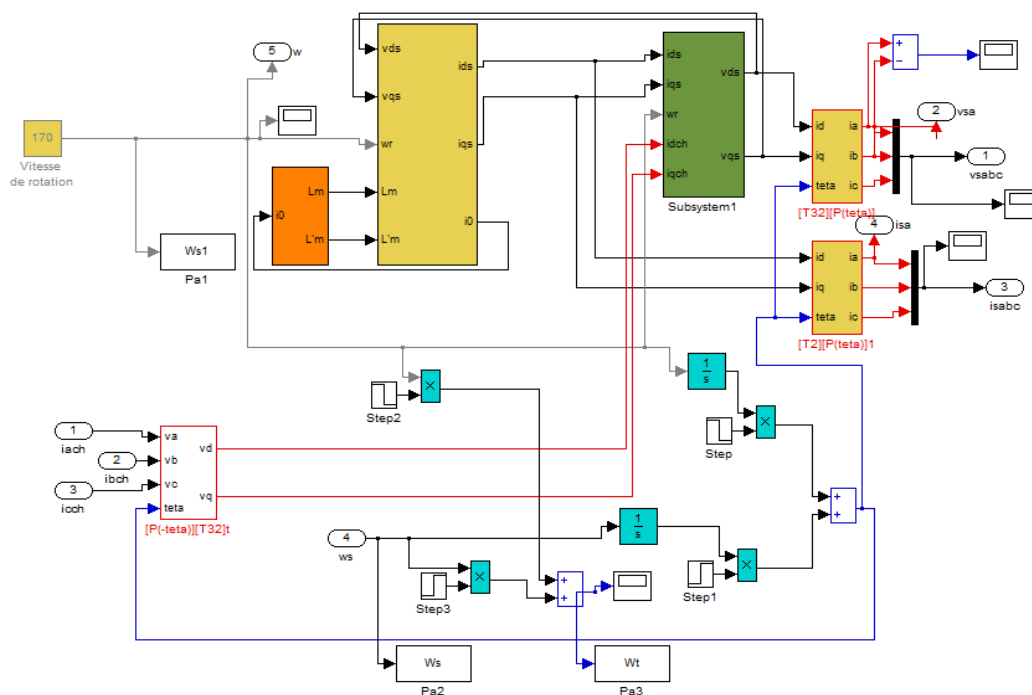 5
w
170
Vitesse
de rotation
Ws1
Pa1
i0
Lm
L'm
vds
vqs
wr
Lm
L'm
ids
iqs
i0
ids
iqs
wr
idch
iqch
vds
vqs
Subsystem1
+
−
id
iq
teta
ia
ib
ic
[T32][P(teta)]
2
vsa
1
vsabc
4
isa
id
iq
teta
ia
ib
ic
[T2][P(teta)]1
3
isabc
Step2
×
1
s
Step
×
1
iach
2
ibch
3
icch
va
vb
vc
teta
vd
vq
[P(-teta)][T32]t
+
+
4
ws
1
s
Step3
×
Step1
×
+
+
Ws
Pa2
Wt
Pa3